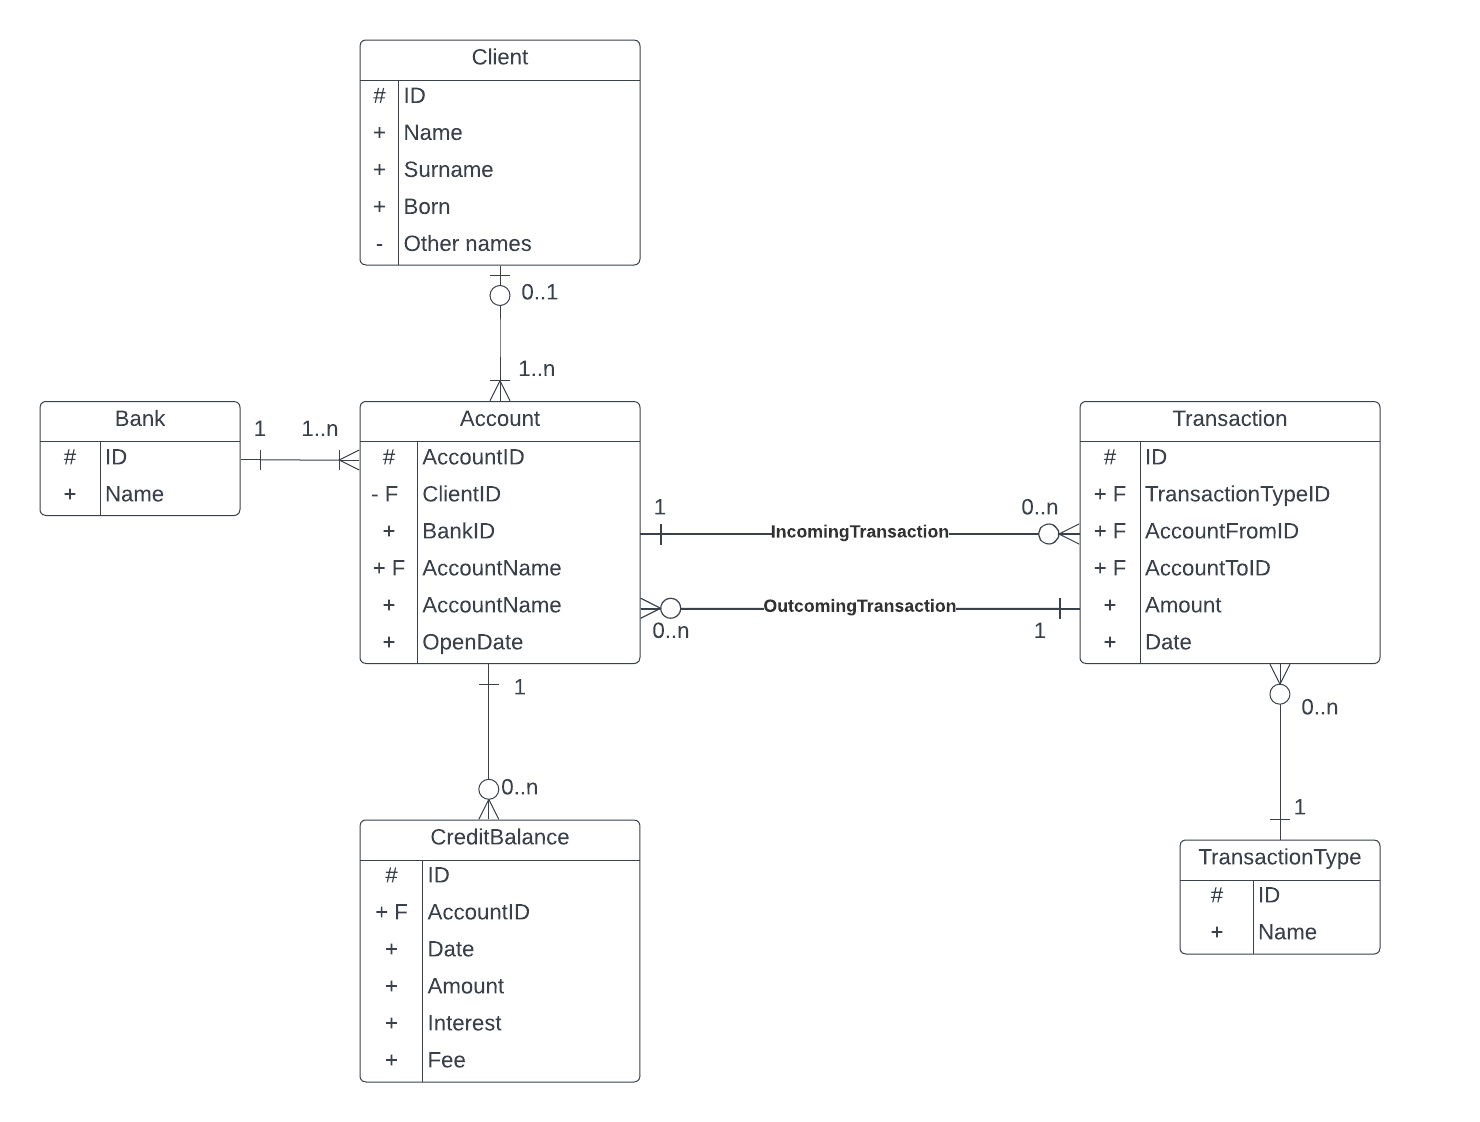 Client
# ID
+ Name
+ Surname
+ Born
- Other names
0..1
1..n
Bank
# ID
+ Name
1 1..n
Account
# AccountID
- F ClientID
+ BankID
+ F AccountName
+ AccountName
+ OpenDate
1 IncomingTransaction 0..n
0..n OutcomingTransaction 1
Transaction
# ID
+ F TransactionTypeID
+ F AccountFromID
+ F AccountToID
+ Amount
+ Date
1
0..n
CreditBalance
# ID
+ F AccountID
+ Date
+ Amount
+ Interest
+ Fee
0..n
1
TransactionType
# ID
+ Name